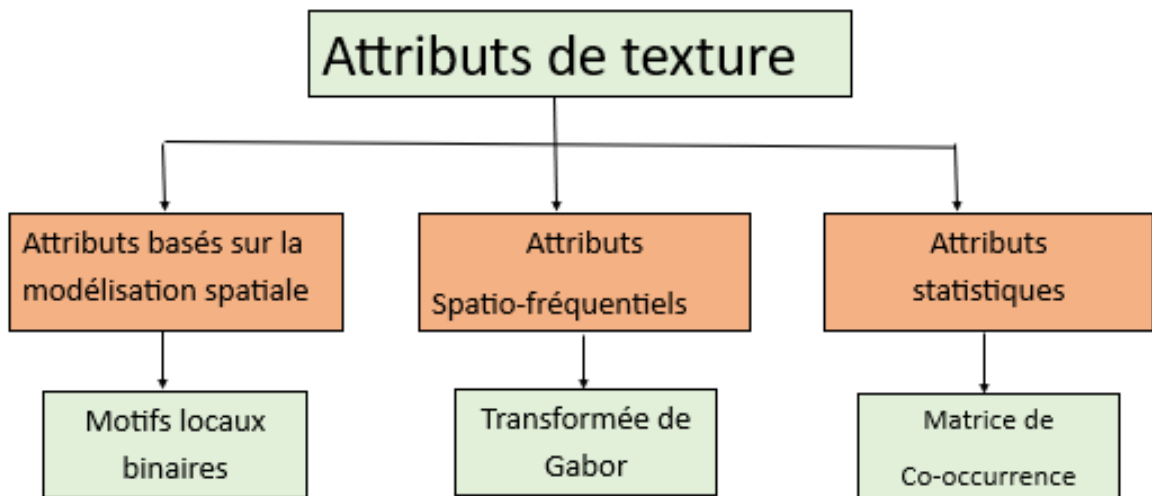 Attributs de texture
Attributs basés sur la
modélisation spatiale
Attributs
Spatio-fréquentiels
Attributs
statistiques
Motifs locaux
binaires
Transformée de
Gabor
Matrice de
Co-occurrence